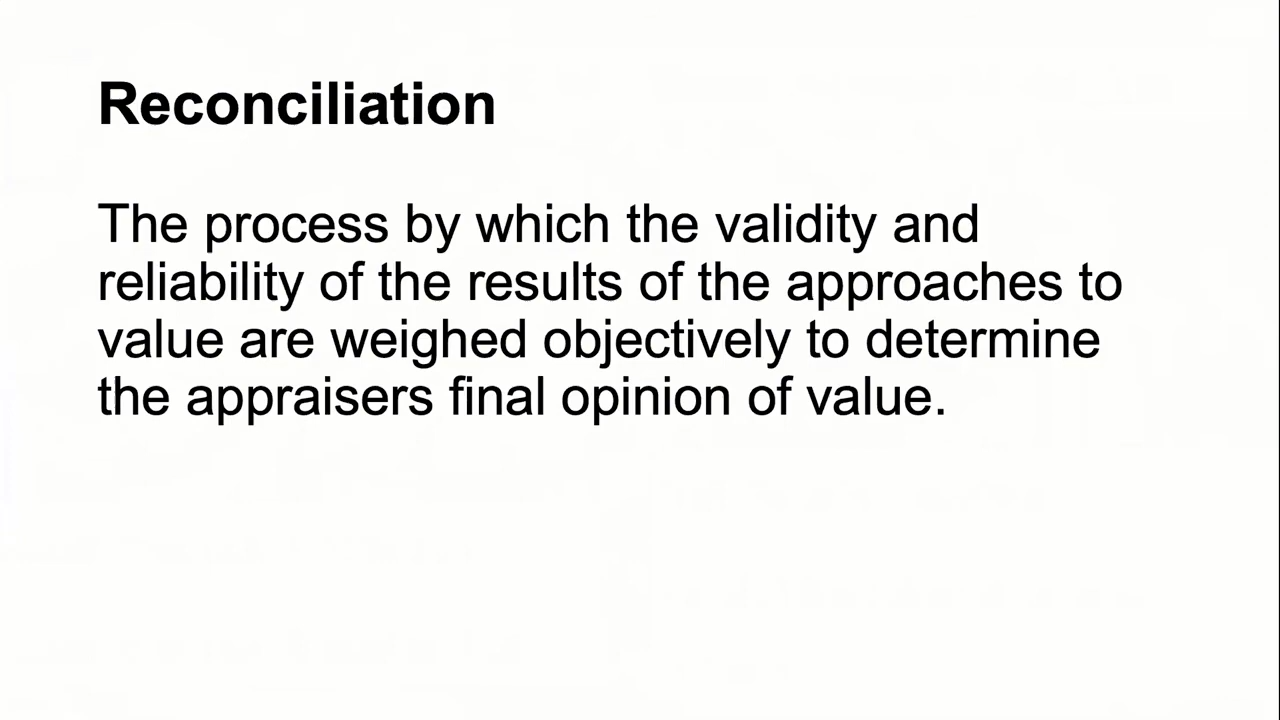 Reconciliation
The process by which the validity and
reliability of the results of the approaches to
value are weighed objectively to determine
the appraisers final opinion of value.